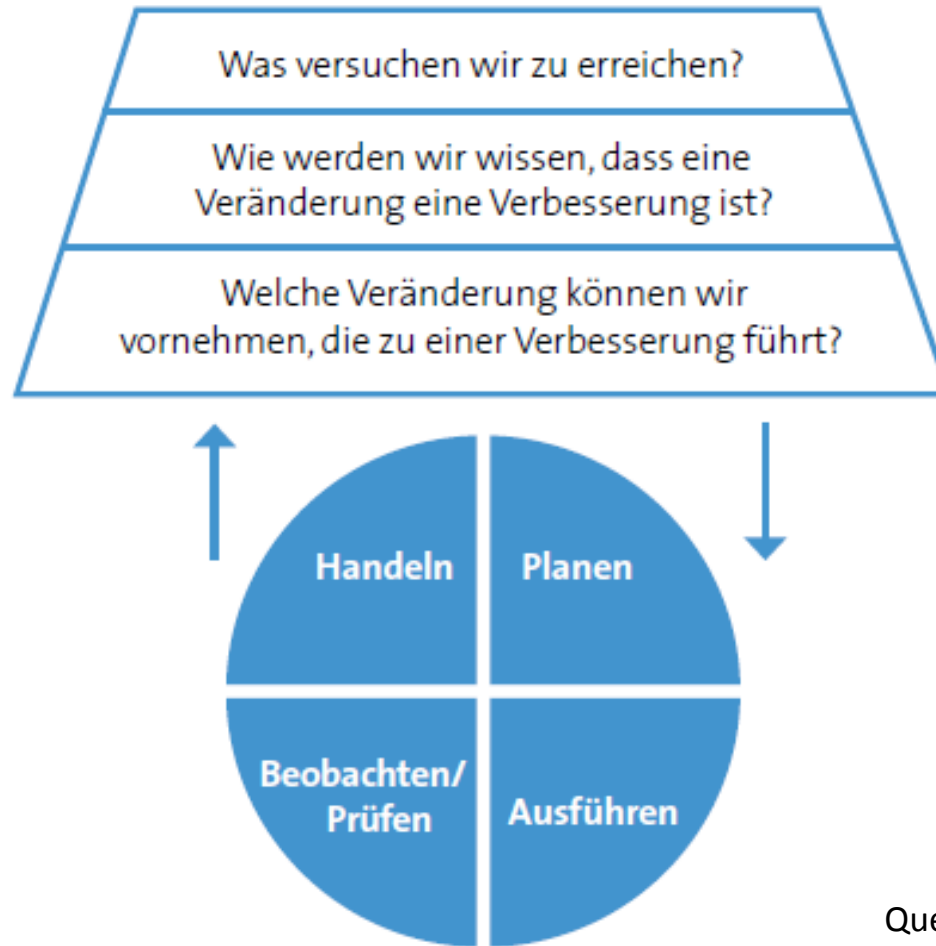 Was versuchen wir zu erreichen?
Wie werden wir wissen, dass eine
Veränderung eine Verbesserung ist?
Welche Veränderung können wir
vornehmen, die zu einer Verbesserung führt?
Handeln
Planen
Beobachten/
Prüfen
Ausführen